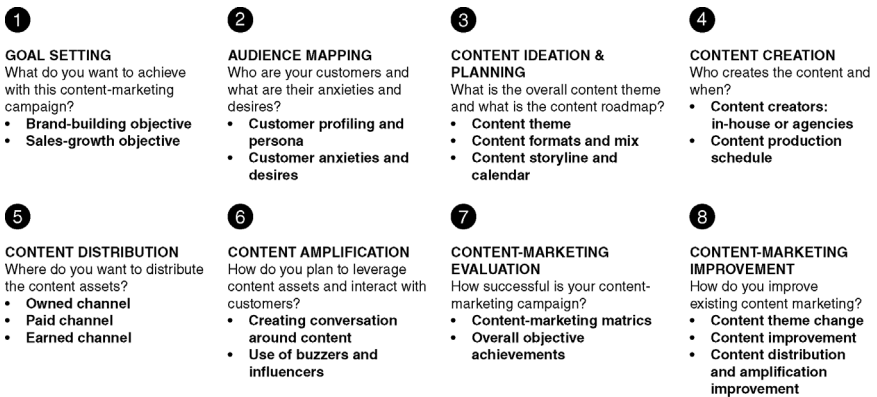 1
GOAL SETTING
What do you want to achieve
with this content-marketing
campaign?
• Brand-building objective
• Sales-growth objective
2
AUDIENCE MAPPING
Who are your customers and
what are their anxieties and
desires?
• Customer profiling and
persona
• Customer anxieties and
desires
3
CONTENT IDEATION &
PLANNING
What is the overall content theme
and what is the content roadmap?
• Content theme
• Content formats and mix
• Content storyline and
calendar
4
CONTENT CREATION
Who creates the content and
when?
• Content creators:
in-house or agencies
• Content production
schedule
5
CONTENT DISTRIBUTION
Where do you want to distribute
the content assets?
• Owned channel
• Paid channel
• Earned channel
6
CONTENT AMPLIFICATION
How do you plan to leverage
content assets and interact with
customers?
• Creating conversation
around content
• Use of buzzers and
influencers
7
CONTENT-MARKETING
EVALUATION
How successful is your content-
marketing campaign?
• Content-marketing matrics
• Overall objective
achievements
8
CONTENT-MARKETING
IMPROVEMENT
How do you improve
existing content marketing?
• Content theme change
• Content improvement
• Content distribution
and amplification
improvement